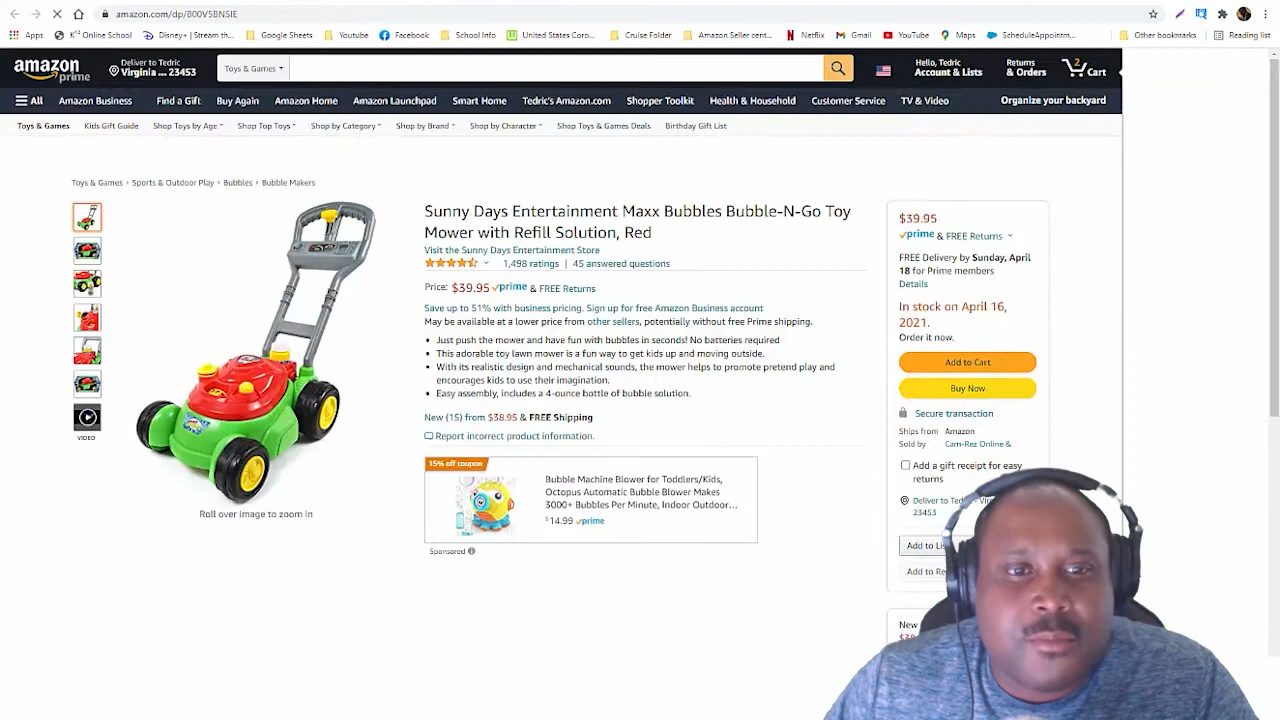 amazon.com/dp/B00V5BNSIE
Apps
K¹² Online School
Disney+ | Stream th...
Google Sheets
Youtube
Facebook
School Info
United States Coro...
Cruise Folder
Amazon Seller cent...
Netflix
Gmail
YouTube
Maps
ScheduleAppointm...
Other bookmarks
Reading list
amazon prime
Deliver to Tedric
Virginia ... 23453
Toys & Games
Hello, Tedric
Account & Lists
Returns
& Orders
2
Cart
All
Amazon Business
Find a Gift
Buy Again
Amazon Home
Amazon Launchpad
Smart Home
Tedric's Amazon.com
Shopper Toolkit
Health & Household
Customer Service
TV & Video
Organize your backyard
Toys & Games
Kids Gift Guide
Shop Toys by Age
Shop Top Toys
Shop by Category
Shop by Brand
Shop by Character
Shop Toys & Games Deals
Birthday Gift List
Toys & Games › Sports & Outdoor Play › Bubbles › Bubble Makers
VIDEO
Roll over image to zoom in
Sunny Days Entertainment Maxx Bubbles Bubble-N-Go Toy
Mower with Refill Solution, Red
Visit the Sunny Days Entertainment Store
1,498 ratings | 45 answered questions
Price: $39.95 prime & FREE Returns
Save up to 51% with business pricing. Sign up for free Amazon Business account
May be available at a lower price from other sellers, potentially without free Prime shipping.
• Just push the mower and have fun with bubbles in seconds! No batteries required
• This adorable toy lawn mower is a fun way to get kids up and moving outside.
• With its realistic design and mechanical sounds, the mower helps to promote pretend play and
encourages kids to use their imagination.
• Easy assembly, includes a 4-ounce bottle of bubble solution.
New (15) from $38.95 & FREE Shipping
Report incorrect product information.
15% off coupon
Bubble Machine Blower for Toddlers/Kids,
Octopus Automatic Bubble Blower Makes
3000+ Bubbles Per Minute, Indoor Outdoor...
$14.99 prime
Sponsored
$39.95
prime & FREE Returns
FREE Delivery by Sunday, April
18 for Prime members
Details
In stock on April 16,
2021.
Order it now.
Add to Cart
Buy Now
Secure transaction
Ships from Amazon
Sold by Cam-Rez Online &
Add a gift receipt for easy
returns
Deliver to Tedric
23453
Add to
Add to
New